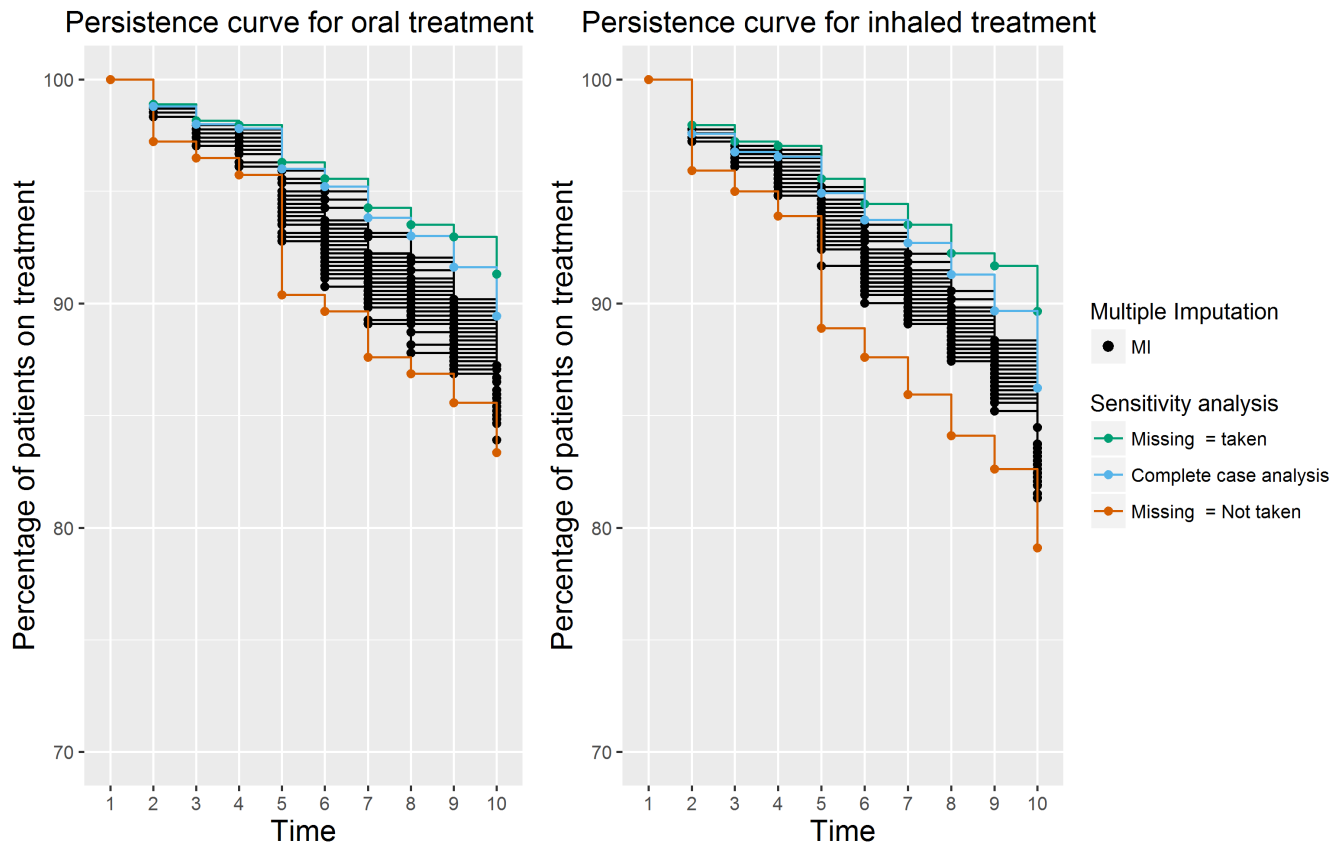 Persistence curve for oral treatment
Percentage of patients on treatment
100
90
80
70
1 2 3 4 5 6 7 8 9 10
Time
Persistence curve for inhaled treatment
Percentage of patients on treatment
100
90
80
70
1 2 3 4 5 6 7 8 9 10
Time
Multiple Imputation
MI
Sensitivity analysis
Missing = taken
Complete case analysis
Missing = Not taken